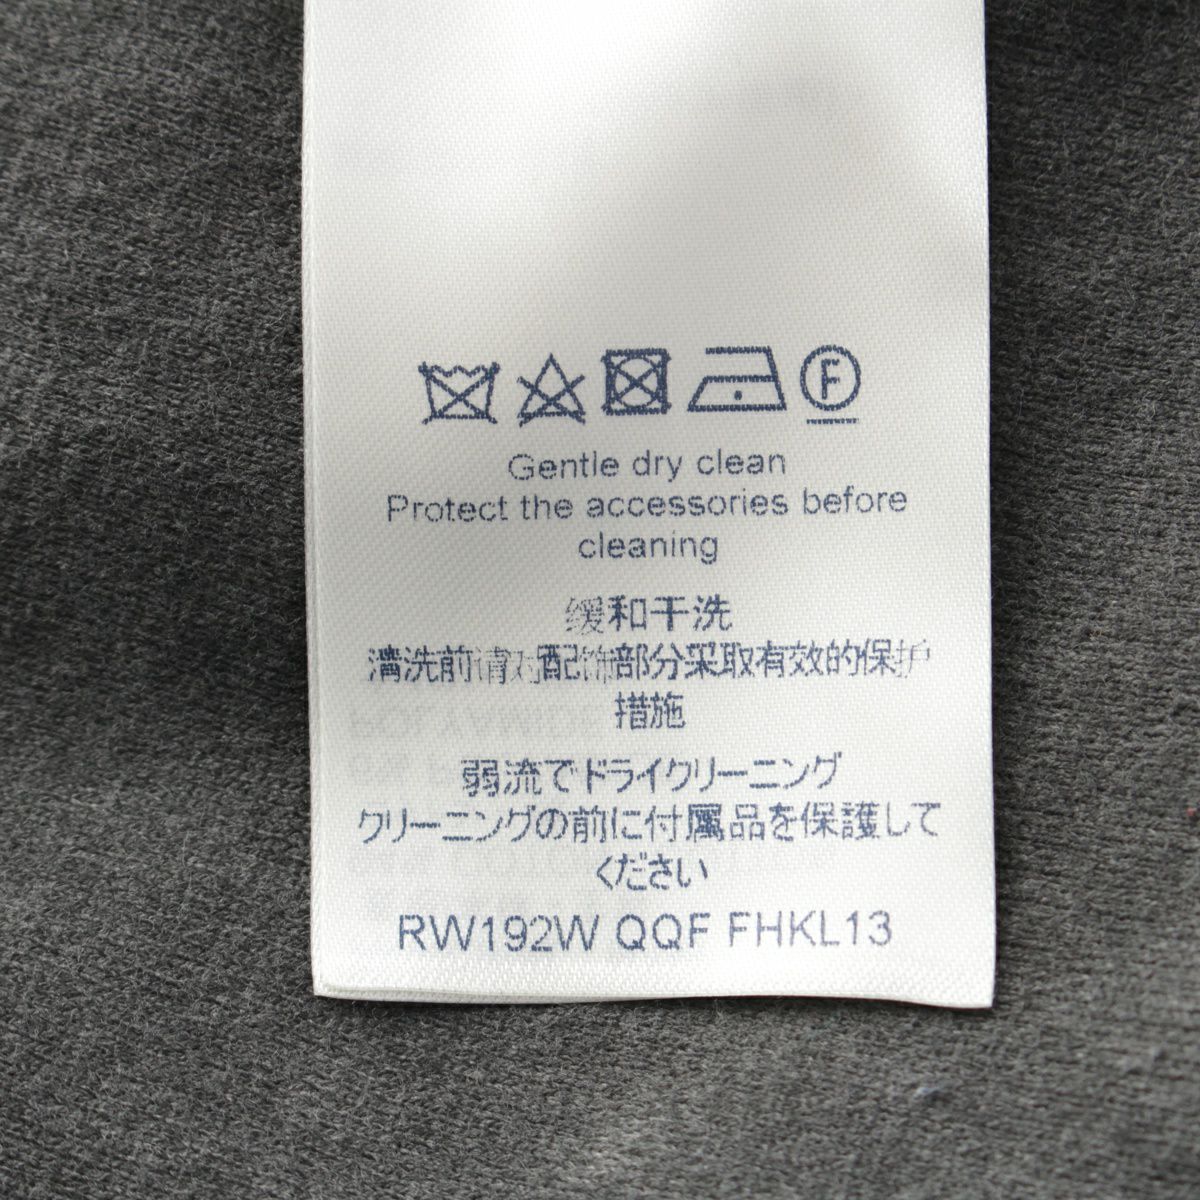 F
Gentle dry clean
Protect the accessories before
cleaning
缓和干洗
清洗前请对配饰部分采取有效的保护
措施
弱流でドライクリーニング
クリーニングの前に付属品を保護して
ください
RW192W QQF FHKL13